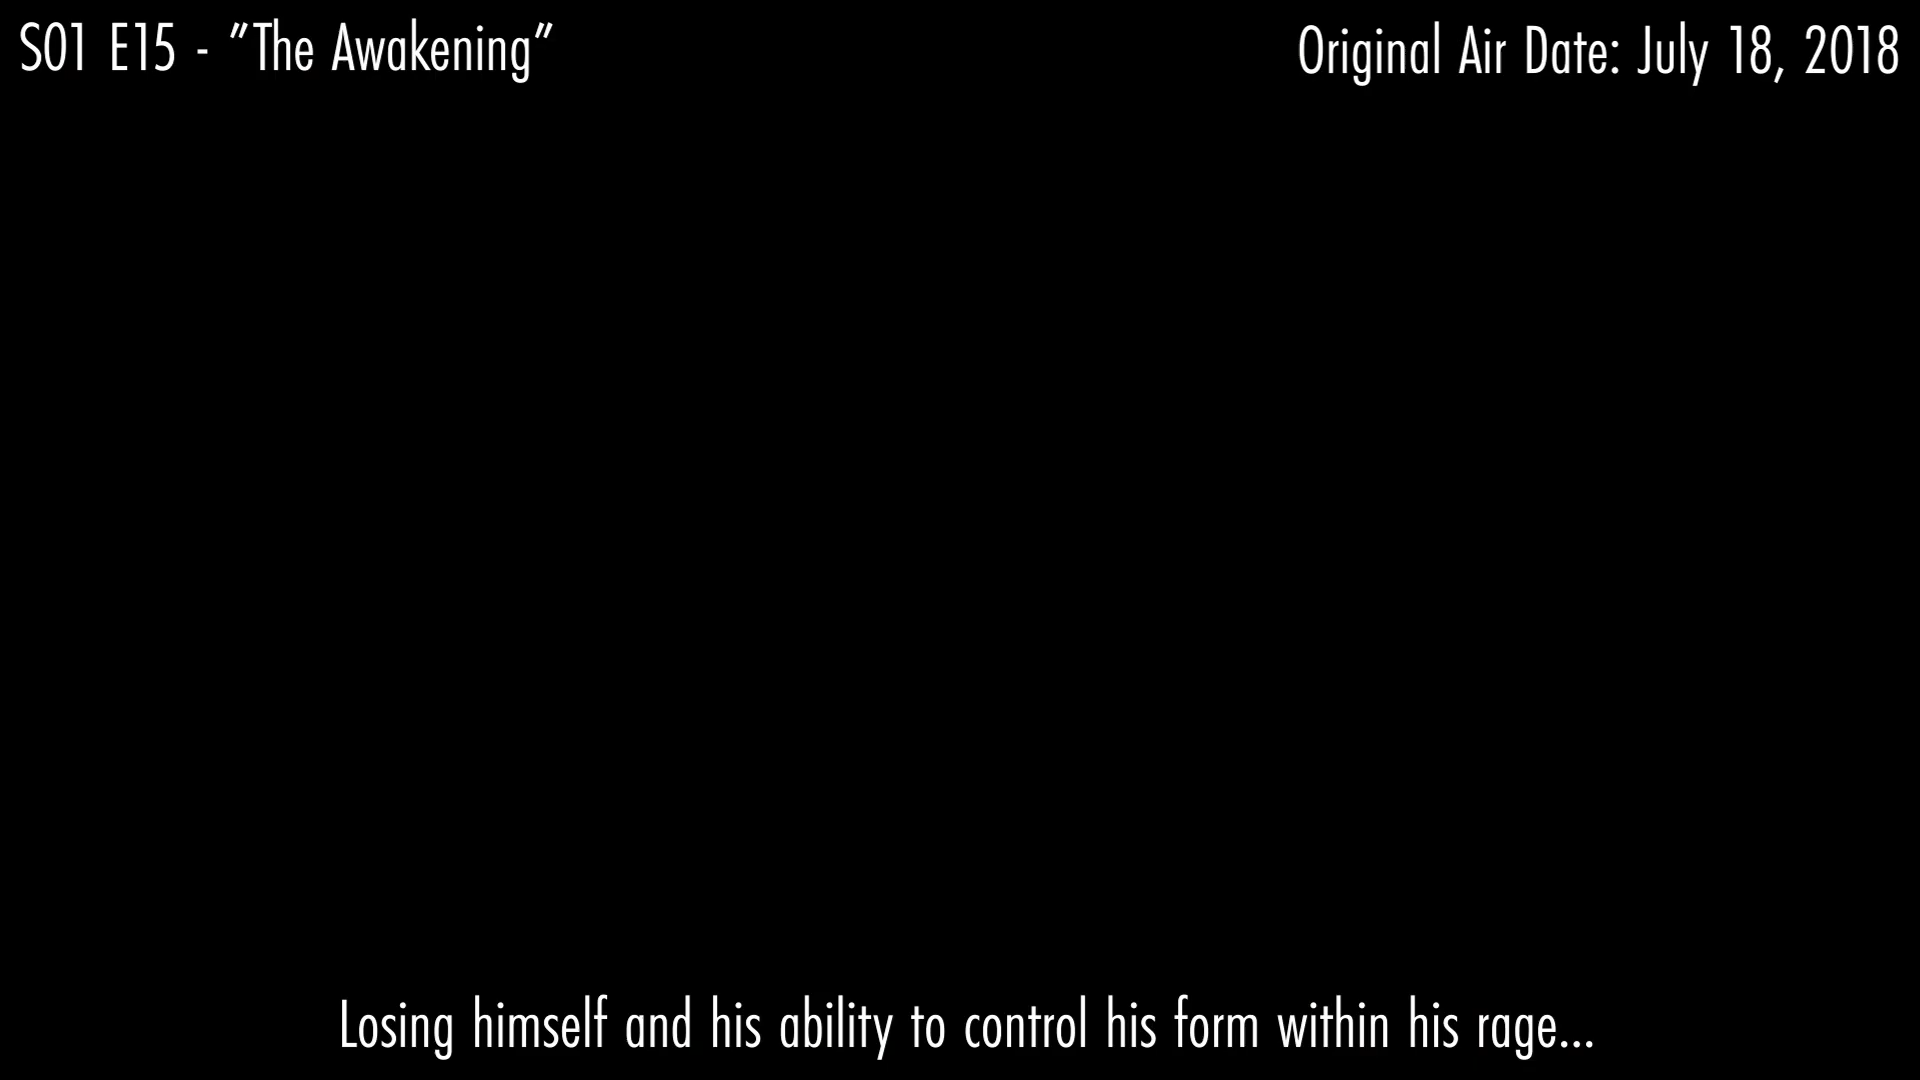 S01 E15 - "The Awakening"
Original Air Date: July 18, 2018
Losing himself and his ability to control his form within his rage...